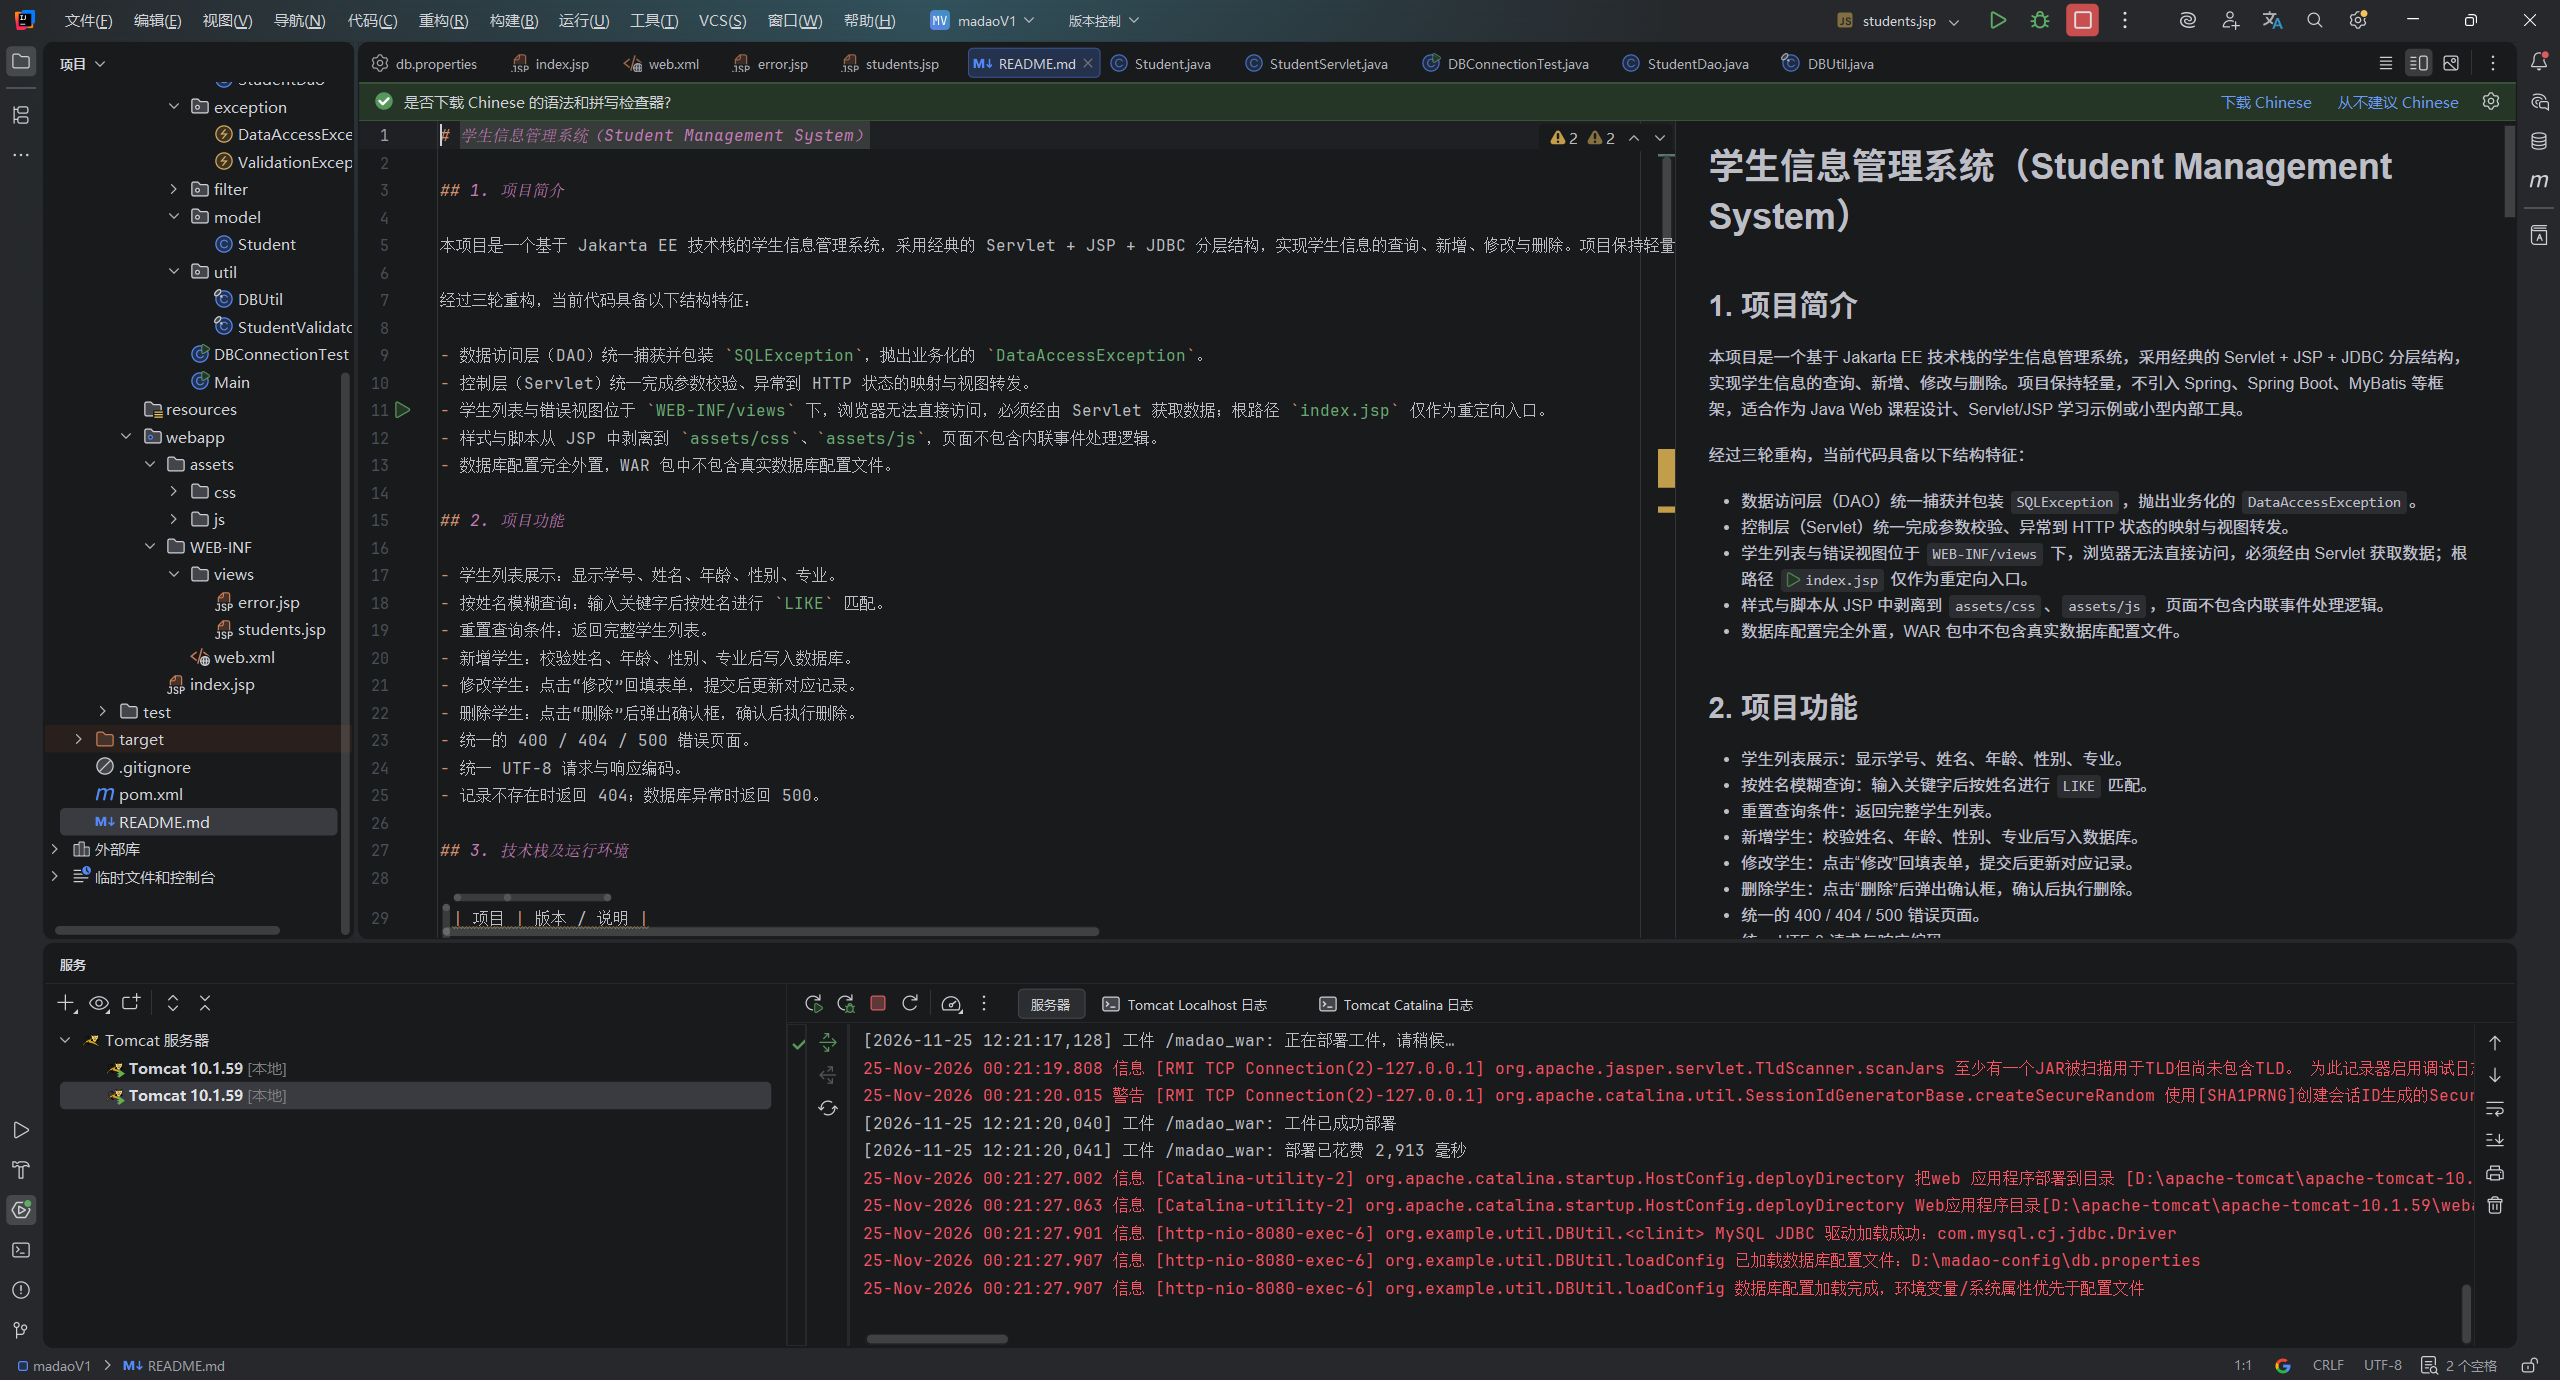 文件(F) 编辑(E) 视图(V) 导航(N) 代码(C) 重构(R) 构建(B) 运行(U) 工具(T) VCS(S) 窗口(W) 帮助(H) MV madaoV1 版本控制 JS students.jsp
项目
db.properties index.jsp web.xml error.jsp students.jsp M↓ README.md Student.java StudentServlet.java DBConnectionTest.java StudentDao.java DBUtil.java
是否下载 Chinese 的语法和拼写检查器? 下载 Chinese 从不建议 Chinese
StudentDao
exception
DataAccessExce
ValidationExcep
filter
model
Student
util
DBUtil
StudentValidato
DBConnectionTest
Main
resources
webapp
assets
css
js
WEB-INF
views
error.jsp
students.jsp
web.xml
index.jsp
test
target
.gitignore
pom.xml
M↓ README.md
外部库
临时文件和控制台
2 2
1 # 学生信息管理系统（Student Management System）
2
3 ## 1. 项目简介
4
5 本项目是一个基于 Jakarta EE 技术栈的学生信息管理系统，采用经典的 Servlet + JSP + JDBC 分层结构，实现学生信息的查询、新增、修改与删除。项目保持轻量
6
7 经过三轮重构，当前代码具备以下结构特征：
8
9 - 数据访问层（DAO）统一捕获并包装 `SQLException`，抛出业务化的 `DataAccessException`。
10 - 控制层（Servlet）统一完成参数校验、异常到 HTTP 状态的映射与视图转发。
11 - 学生列表与错误视图位于 `WEB-INF/views` 下，浏览器无法直接访问，必须经由 Servlet 获取数据；根路径 `index.jsp` 仅作为重定向入口。
12 - 样式与脚本从 JSP 中剥离到 `assets/css`、`assets/js`，页面不包含内联事件处理逻辑。
13 - 数据库配置完全外置，WAR 包中不包含真实数据库配置文件。
14
15 ## 2. 项目功能
16
17 - 学生列表展示：显示学号、姓名、年龄、性别、专业。
18 - 按姓名模糊查询：输入关键字后按姓名进行 `LIKE` 匹配。
19 - 重置查询条件：返回完整学生列表。
20 - 新增学生：校验姓名、年龄、性别、专业后写入数据库。
21 - 修改学生：点击“修改”回填表单，提交后更新对应记录。
22 - 删除学生：点击“删除”后弹出确认框，确认后执行删除。
23 - 统一的 400 / 404 / 500 错误页面。
24 - 统一 UTF-8 请求与响应编码。
25 - 记录不存在时返回 404；数据库异常时返回 500。
26
27 ## 3. 技术栈及运行环境
28
29 | 项目 | 版本 / 说明 |
学生信息管理系统（Student Management
System）
1. 项目简介
本项目是一个基于 Jakarta EE 技术栈的学生信息管理系统，采用经典的 Servlet + JSP + JDBC 分层结构，
实现学生信息的查询、新增、修改与删除。项目保持轻量，不引入 Spring、Spring Boot、MyBatis 等框
架，适合作为 Java Web 课程设计、Servlet/JSP 学习示例或小型内部工具。
经过三轮重构，当前代码具备以下结构特征：
• 数据访问层（DAO）统一捕获并包装 SQLException，抛出业务化的 DataAccessException。
• 控制层（Servlet）统一完成参数校验、异常到 HTTP 状态的映射与视图转发。
• 学生列表与错误视图位于 WEB-INF/views 下，浏览器无法直接访问，必须经由 Servlet 获取数据；根
路径 index.jsp 仅作为重定向入口。
• 样式与脚本从 JSP 中剥离到 assets/css、assets/js，页面不包含内联事件处理逻辑。
• 数据库配置完全外置，WAR 包中不包含真实数据库配置文件。
2. 项目功能
• 学生列表展示：显示学号、姓名、年龄、性别、专业。
• 按姓名模糊查询：输入关键字后按姓名进行 LIKE 匹配。
• 重置查询条件：返回完整学生列表。
• 新增学生：校验姓名、年龄、性别、专业后写入数据库。
• 修改学生：点击“修改”回填表单，提交后更新对应记录。
• 删除学生：点击“删除”后弹出确认框，确认后执行删除。
• 统一的 400 / 404 / 500 错误页面。
• 统一 UTF-8 请求与响应编码
服务
服务器 Tomcat Localhost 日志 Tomcat Catalina 日志
Tomcat 服务器
Tomcat 10.1.59 [本地]
Tomcat 10.1.59 [本地]
[2026-11-25 12:21:17,128] 工件 /madao_war: 正在部署工件，请稍候…
25-Nov-2026 00:21:19.808 信息 [RMI TCP Connection(2)-127.0.0.1] org.apache.jasper.servlet.TldScanner.scanJars 至少有一个JAR被扫描用于TLD但尚未包含TLD。 为此记录器启用调试日
25-Nov-2026 00:21:20.015 警告 [RMI TCP Connection(2)-127.0.0.1] org.apache.catalina.util.SessionIdGeneratorBase.createSecureRandom 使用[SHA1PRNG]创建会话ID生成的Secur
[2026-11-25 12:21:20,040] 工件 /madao_war: 工件已成功部署
[2026-11-25 12:21:20,041] 工件 /madao_war: 部署已花费 2,913 毫秒
25-Nov-2026 00:21:27.002 信息 [Catalina-utility-2] org.apache.catalina.startup.HostConfig.deployDirectory 把web 应用程序部署到目录 [D:\apache-tomcat\apache-tomcat-10.
25-Nov-2026 00:21:27.063 信息 [Catalina-utility-2] org.apache.catalina.startup.HostConfig.deployDirectory Web应用程序目录[D:\apache-tomcat\apache-tomcat-10.1.59\weba
25-Nov-2026 00:21:27.901 信息 [http-nio-8080-exec-6] org.example.util.DBUtil.<clinit> MySQL JDBC 驱动加载成功：com.mysql.cj.jdbc.Driver
25-Nov-2026 00:21:27.907 信息 [http-nio-8080-exec-6] org.example.util.DBUtil.loadConfig 已加载数据库配置文件：D:\madao-config\db.properties
25-Nov-2026 00:21:27.907 信息 [http-nio-8080-exec-6] org.example.util.DBUtil.loadConfig 数据库配置加载完成，环境变量/系统属性优先于配置文件
madaoV1 > M↓ README.md 1:1 CRLF UTF-8 2 个空格